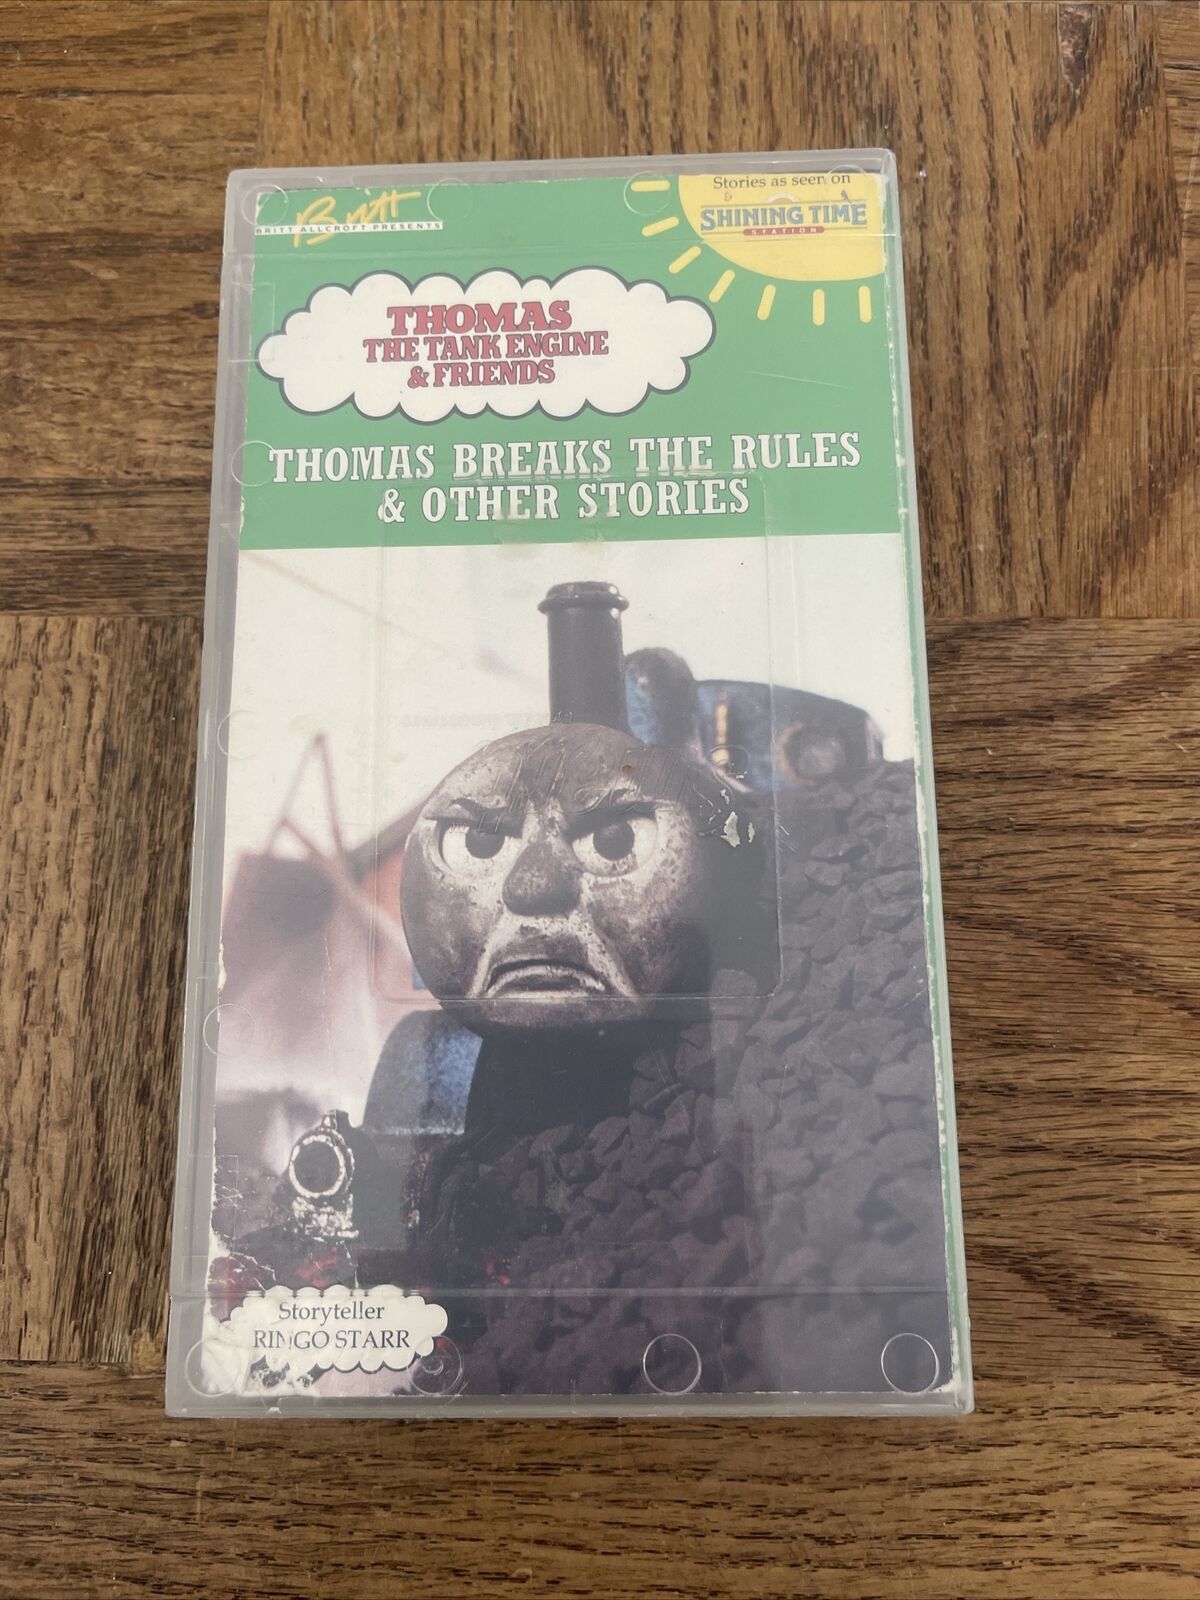 Britt
BRITT ALLCROFT PRESENTS
Stories as seen on
SHINING TIME
STATION
THOMAS
THE TANK ENGINE
& FRIENDS
THOMAS BREAKS THE RULES
& OTHER STORIES
Storyteller
RINGO STARR